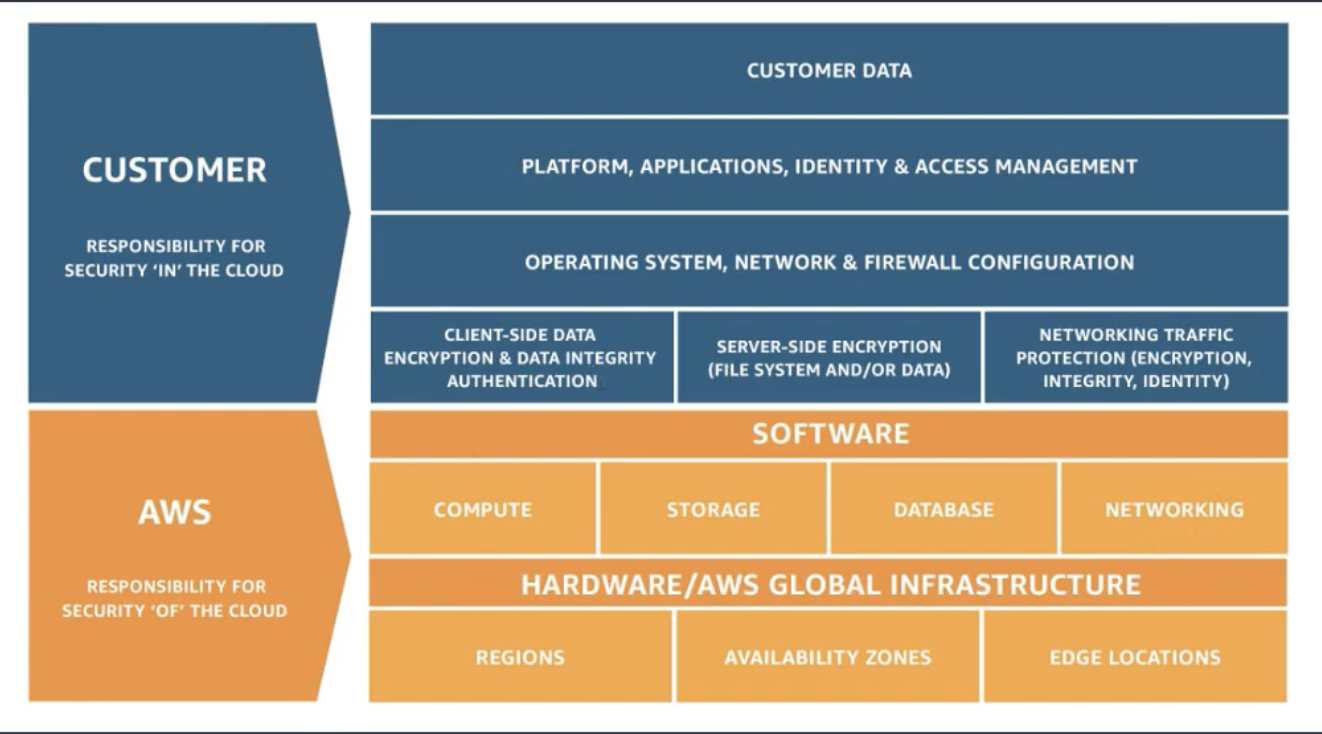 CUSTOMER
RESPONSIBILITY FOR
SECURITY ‘IN’ THE CLOUD
CUSTOMER DATA
PLATFORM, APPLICATIONS, IDENTITY & ACCESS MANAGEMENT
OPERATING SYSTEM, NETWORK & FIREWALL CONFIGURATION
CLIENT-SIDE DATA
ENCRYPTION & DATA INTEGRITY
AUTHENTICATION
SERVER-SIDE ENCRYPTION
(FILE SYSTEM AND/OR DATA)
NETWORKING TRAFFIC
PROTECTION (ENCRYPTION,
INTEGRITY, IDENTITY)
AWS
RESPONSIBILITY FOR
SECURITY ‘OF’ THE CLOUD
SOFTWARE
COMPUTE
STORAGE
DATABASE
NETWORKING
HARDWARE/AWS GLOBAL INFRASTRUCTURE
REGIONS
AVAILABILITY ZONES
EDGE LOCATIONS